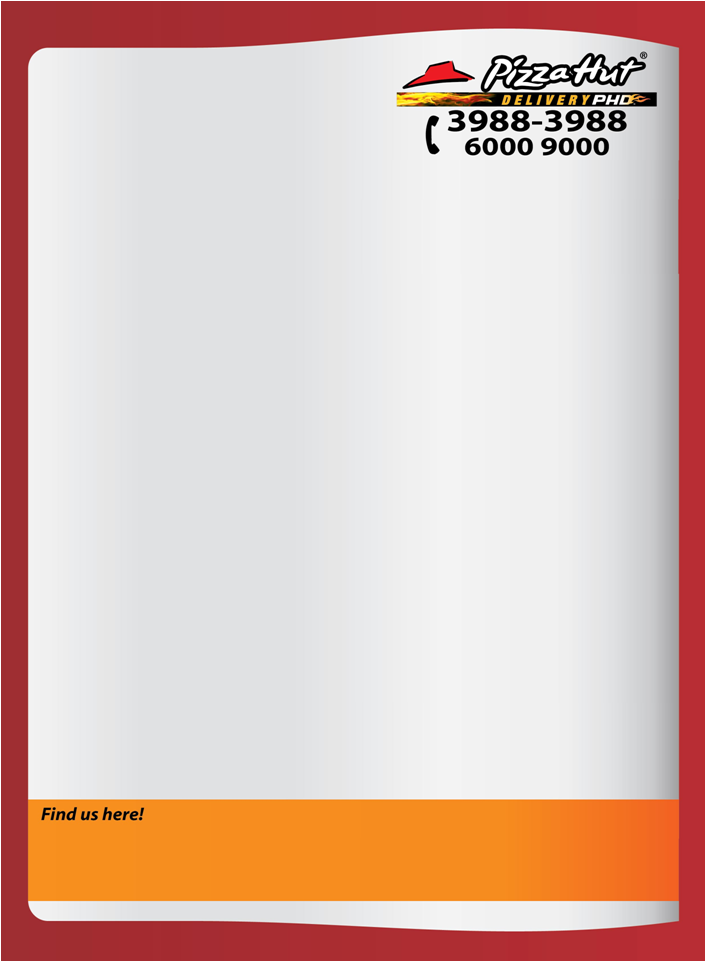 Pizza Hut®
DELIVERY PHD
3988-3988
6000 9000
Find us here!